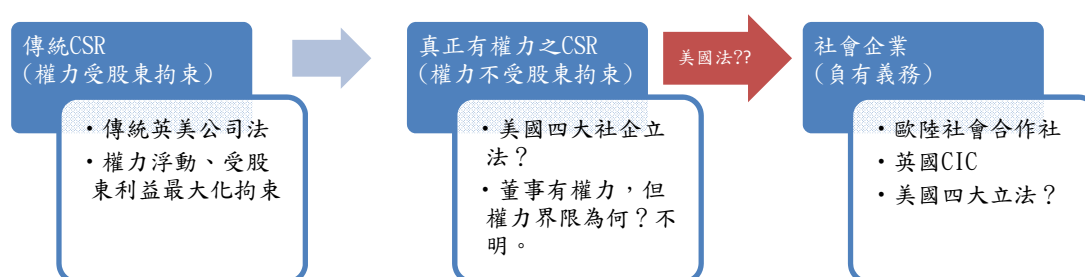 傳統CSR
(權力受股東拘束)
・傳統英美公司法
・權力浮動、受股
東利益最大化拘束
真正有權力之CSR
(權力不受股東拘束)
・美國四大社企立
法？
・董事有權力，但
權力界限為何？不
明。
美國法??
社會企業
(負有義務)
・歐陸社會合作社
・英國CIC
・美國四大立法？